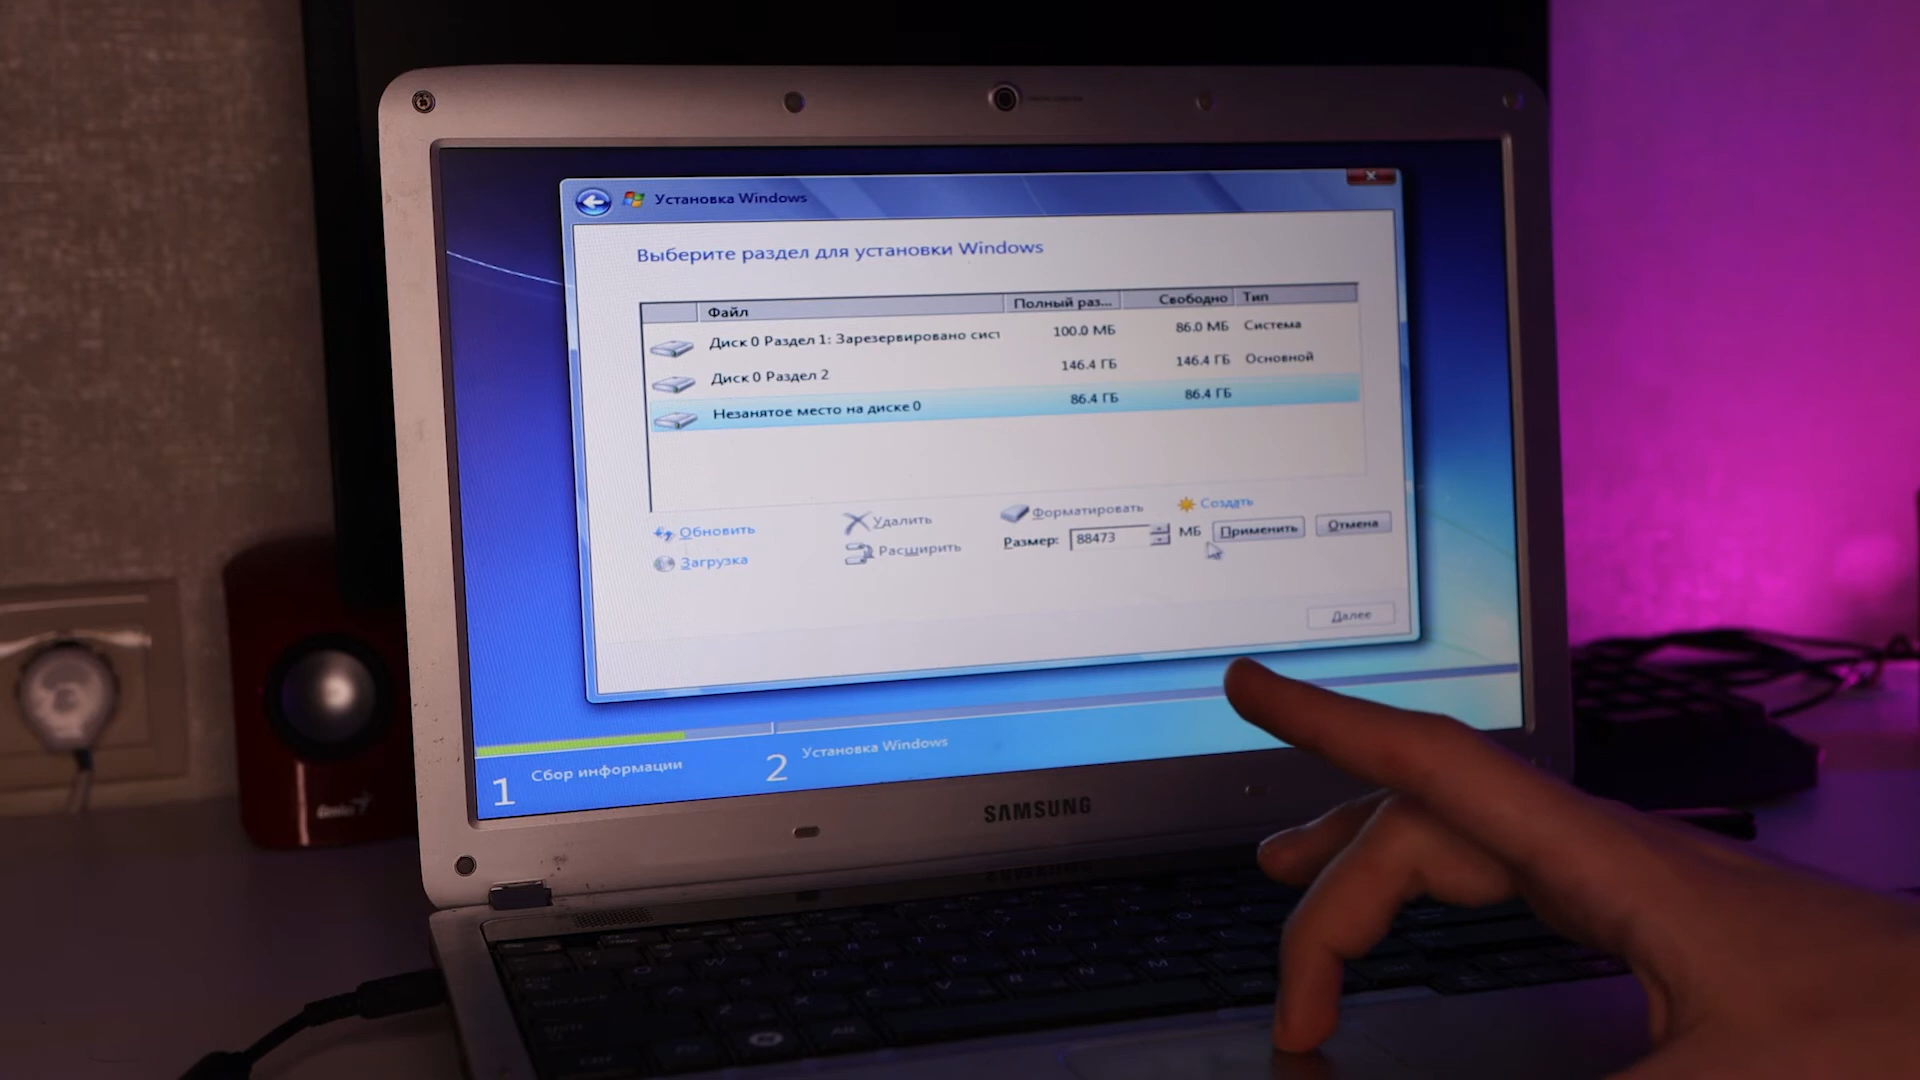 Установка Windows
Выберите раздел для установки Windows
Файл Полный раз... Свободно Тип
Диск 0 Раздел 1: Зарезервировано сист 100.0 МБ 86.0 МБ Система
Диск 0 Раздел 2 146.4 ГБ 146.4 ГБ Основной
Незанятое место на диске 0 86.4 ГБ 86.4 ГБ
Обновить Удалить Форматировать Создать
Загрузка Расширить Размер: 88473 МБ Применить Отмена
Далее
1 Сбор информации 2 Установка Windows
SAMSUNG
Genius